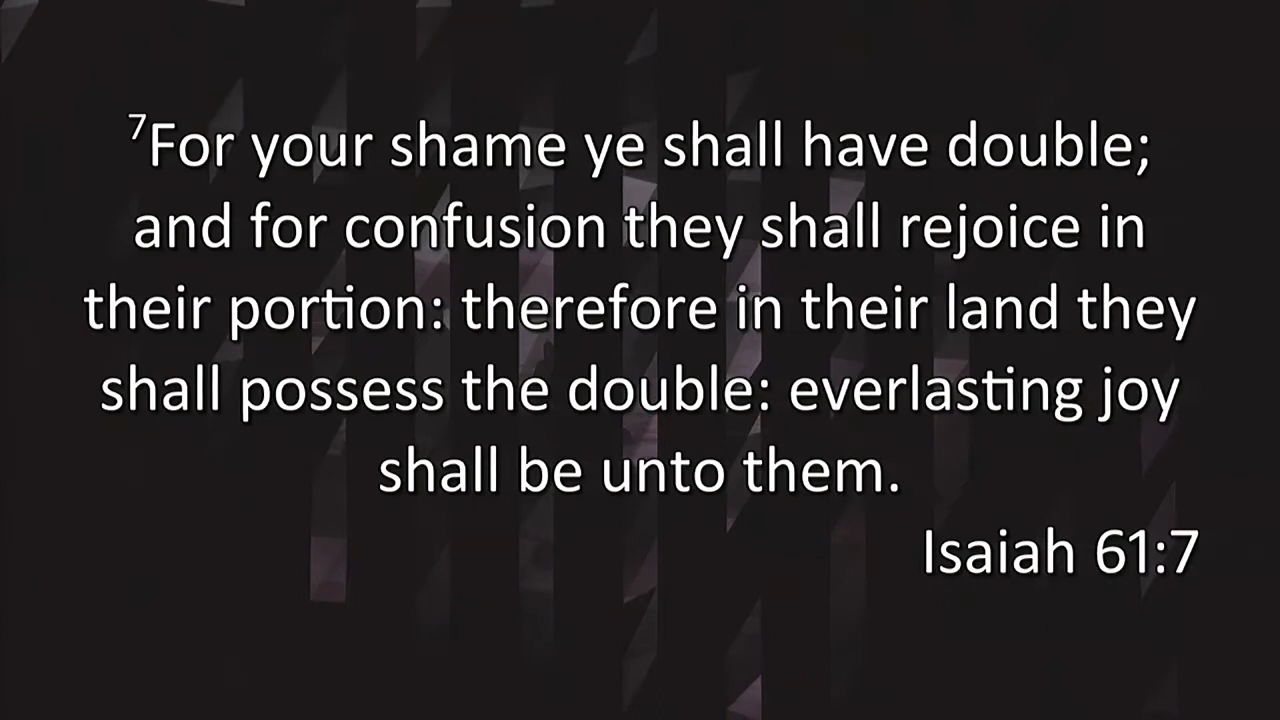 ⁷For your shame ye shall have double;
and for confusion they shall rejoice in
their portion: therefore in their land they
shall possess the double: everlasting joy
shall be unto them.
Isaiah 61:7